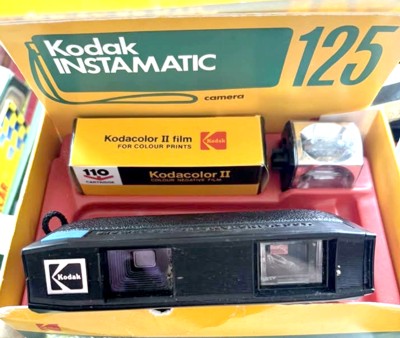 Kodak
INSTAMATIC 125
camera
Kodacolor II film
FOR COLOUR PRINTS
Kodak
110
Kodacolor II
COLOUR NEGATIVE FILM
Kodak